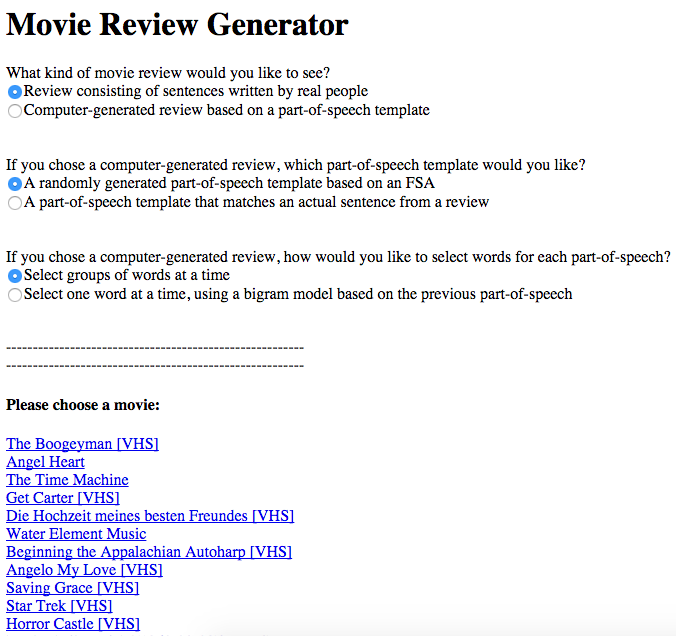 Movie Review Generator
What kind of movie review would you like to see?
Review consisting of sentences written by real people
Computer-generated review based on a part-of-speech template
If you chose a computer-generated review, which part-of-speech template would you like?
A randomly generated part-of-speech template based on an FSA
A part-of-speech template that matches an actual sentence from a review
If you chose a computer-generated review, how would you like to select words for each part-of-speech?
Select groups of words at a time
Select one word at a time, using a bigram model based on the previous part-of-speech
------------------------------------------------------------
------------------------------------------------------------
Please choose a movie:
The Boogeyman [VHS]
Angel Heart
The Time Machine
Get Carter [VHS]
Die Hochzeit meines besten Freundes [VHS]
Water Element Music
Beginning the Appalachian Autoharp [VHS]
Angelo My Love [VHS]
Saving Grace [VHS]
Star Trek [VHS]
Horror Castle [VHS]